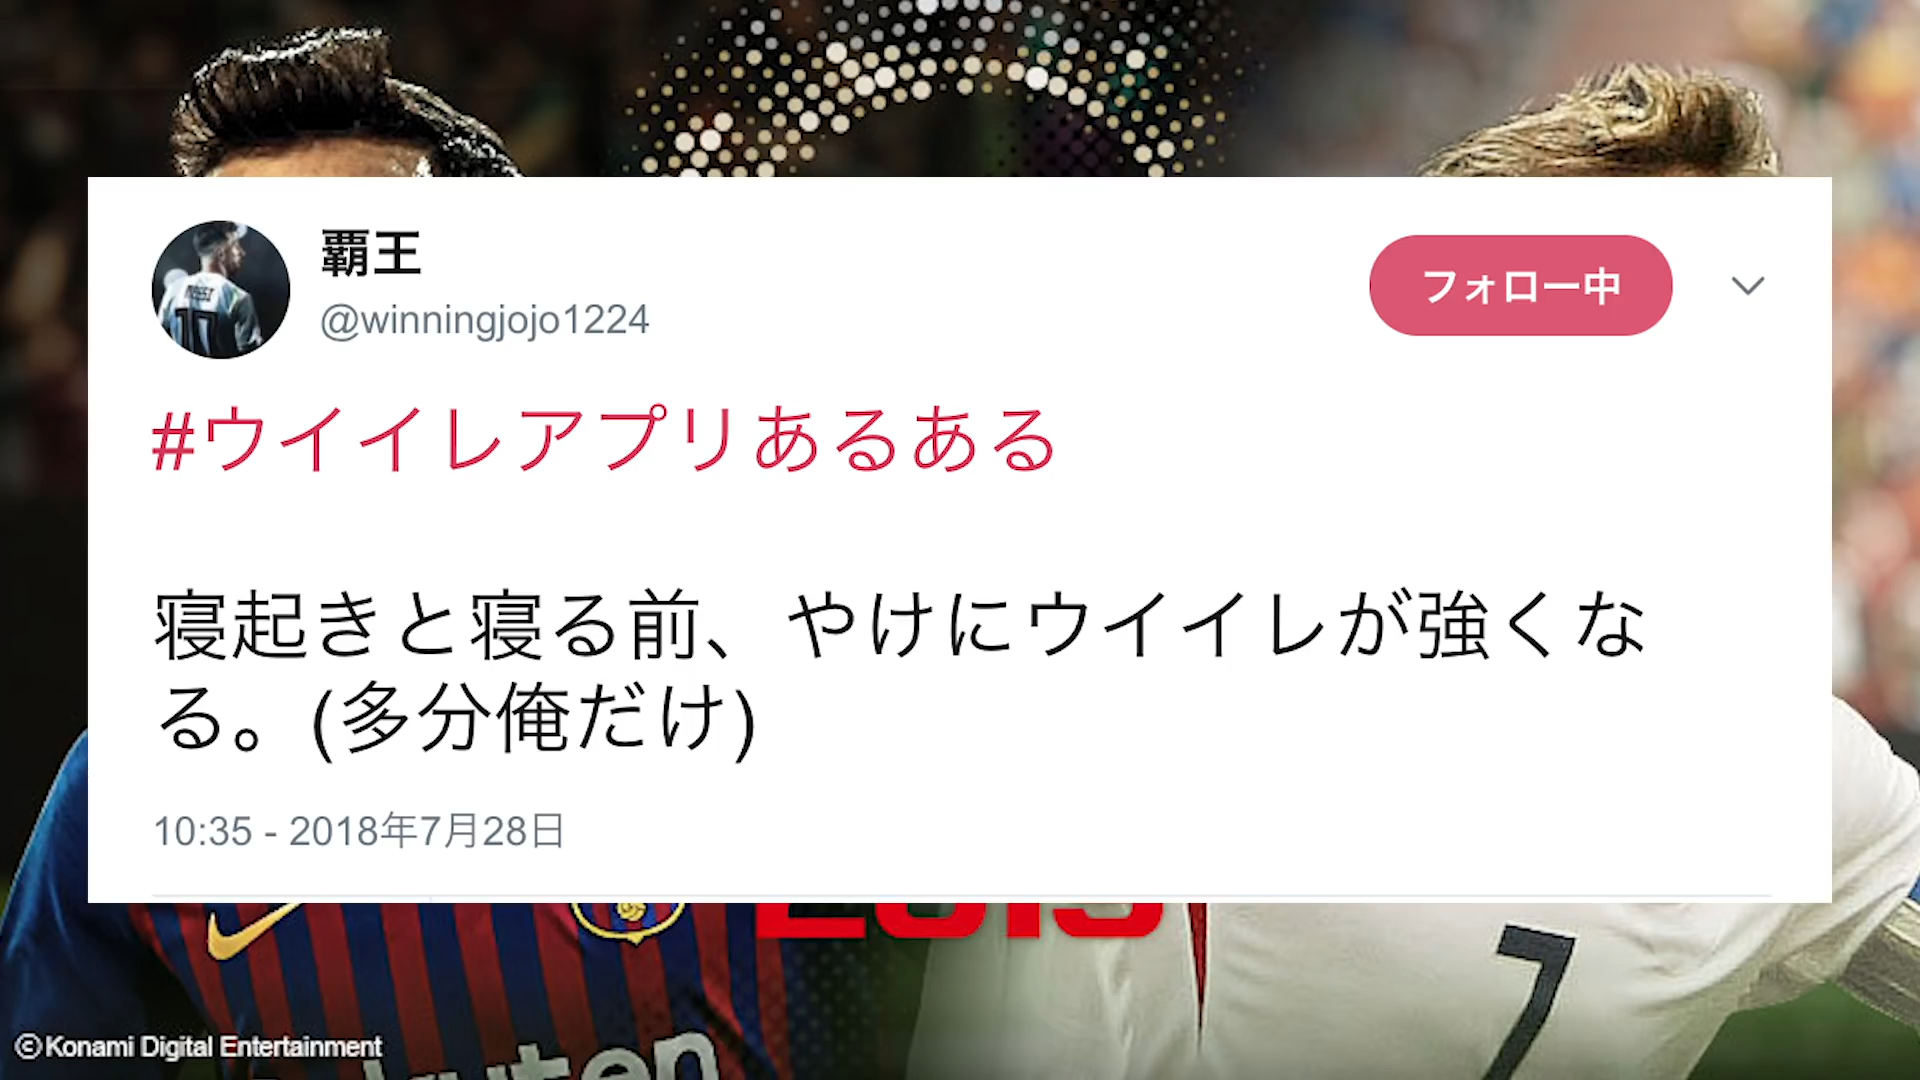 覇王
@winningjojo1224
フォロー中
#ウイイレアプリあるある
寝起きと寝る前、やけにウイイレが強くな
る。(多分俺だけ)
10:35 - 2018年7月28日
2019
7
©Konami Digital Entertainment